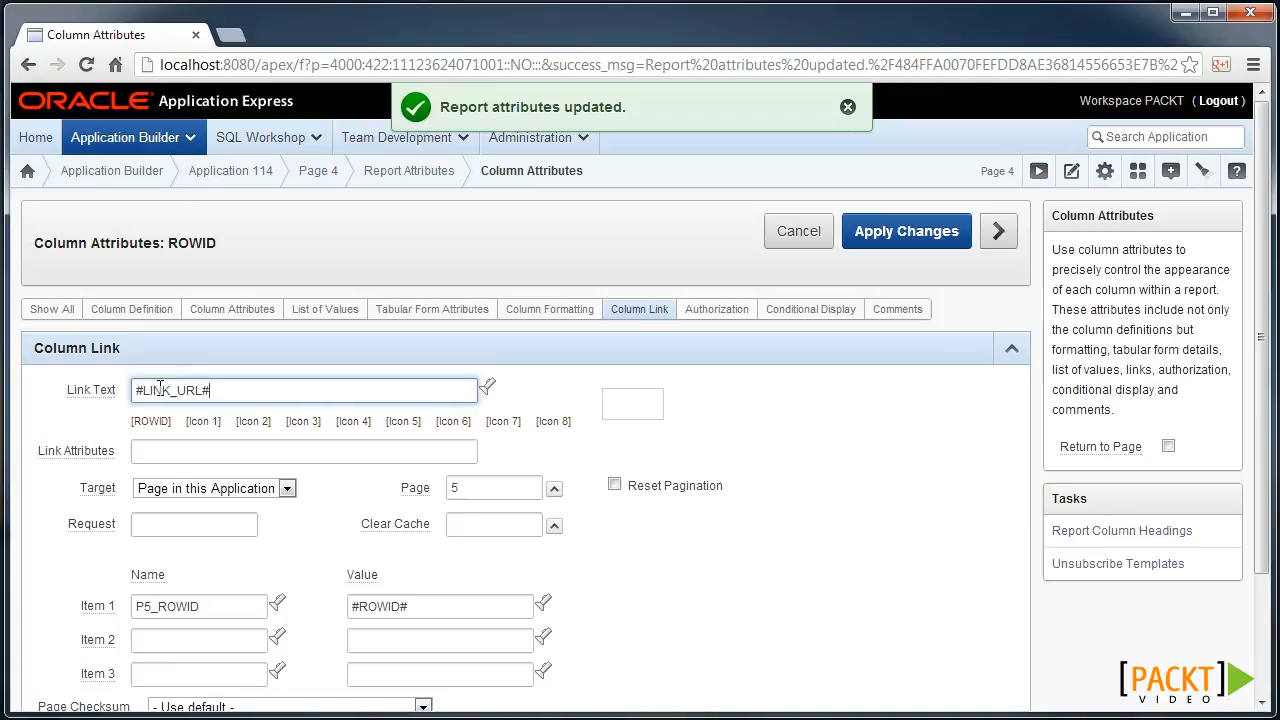 Column Attributes
localhost:8080/apex/f?p=4000:422:11123624071001:NO:::&success_msg=Report%20attributes%20updated.%2F484FFA0070FEFDD8AE36814556653E7B%2
ORACLE Application Express
Report attributes updated.
Workspace PACKT (Logout)
Home
Application Builder
SQL Workshop
Team Development
Administration
Search Application
Application Builder
Application 114
Page 4
Report Attributes
Column Attributes
Page 4
Column Attributes: ROWID
Cancel
Apply Changes
Show All
Column Definition
Column Attributes
List of Values
Tabular Form Attributes
Column Formatting
Column Link
Authorization
Conditional Display
Comments
Column Link
Link Text
#LINK_URL#
[ROWID] [Icon 1] [Icon 2] [Icon 3] [Icon 4] [Icon 5] [Icon 6] [Icon 7] [Icon 8]
Link Attributes
Target
Page in this Application
Page
5
Reset Pagination
Request
Clear Cache
Name
Value
Item 1
P5_ROWID
#ROWID#
Item 2
Item 3
Page Checksum
- Use default -
Column Attributes
Use column attributes to
precisely control the appearance
of each column within a report.
These attributes include not only
the column definitions but
formatting, tabular form details,
list of values, links, authorization,
conditional display and
comments.
Return to Page
Tasks
Report Column Headings
Unsubscribe Templates
[PACKT]
VIDEO